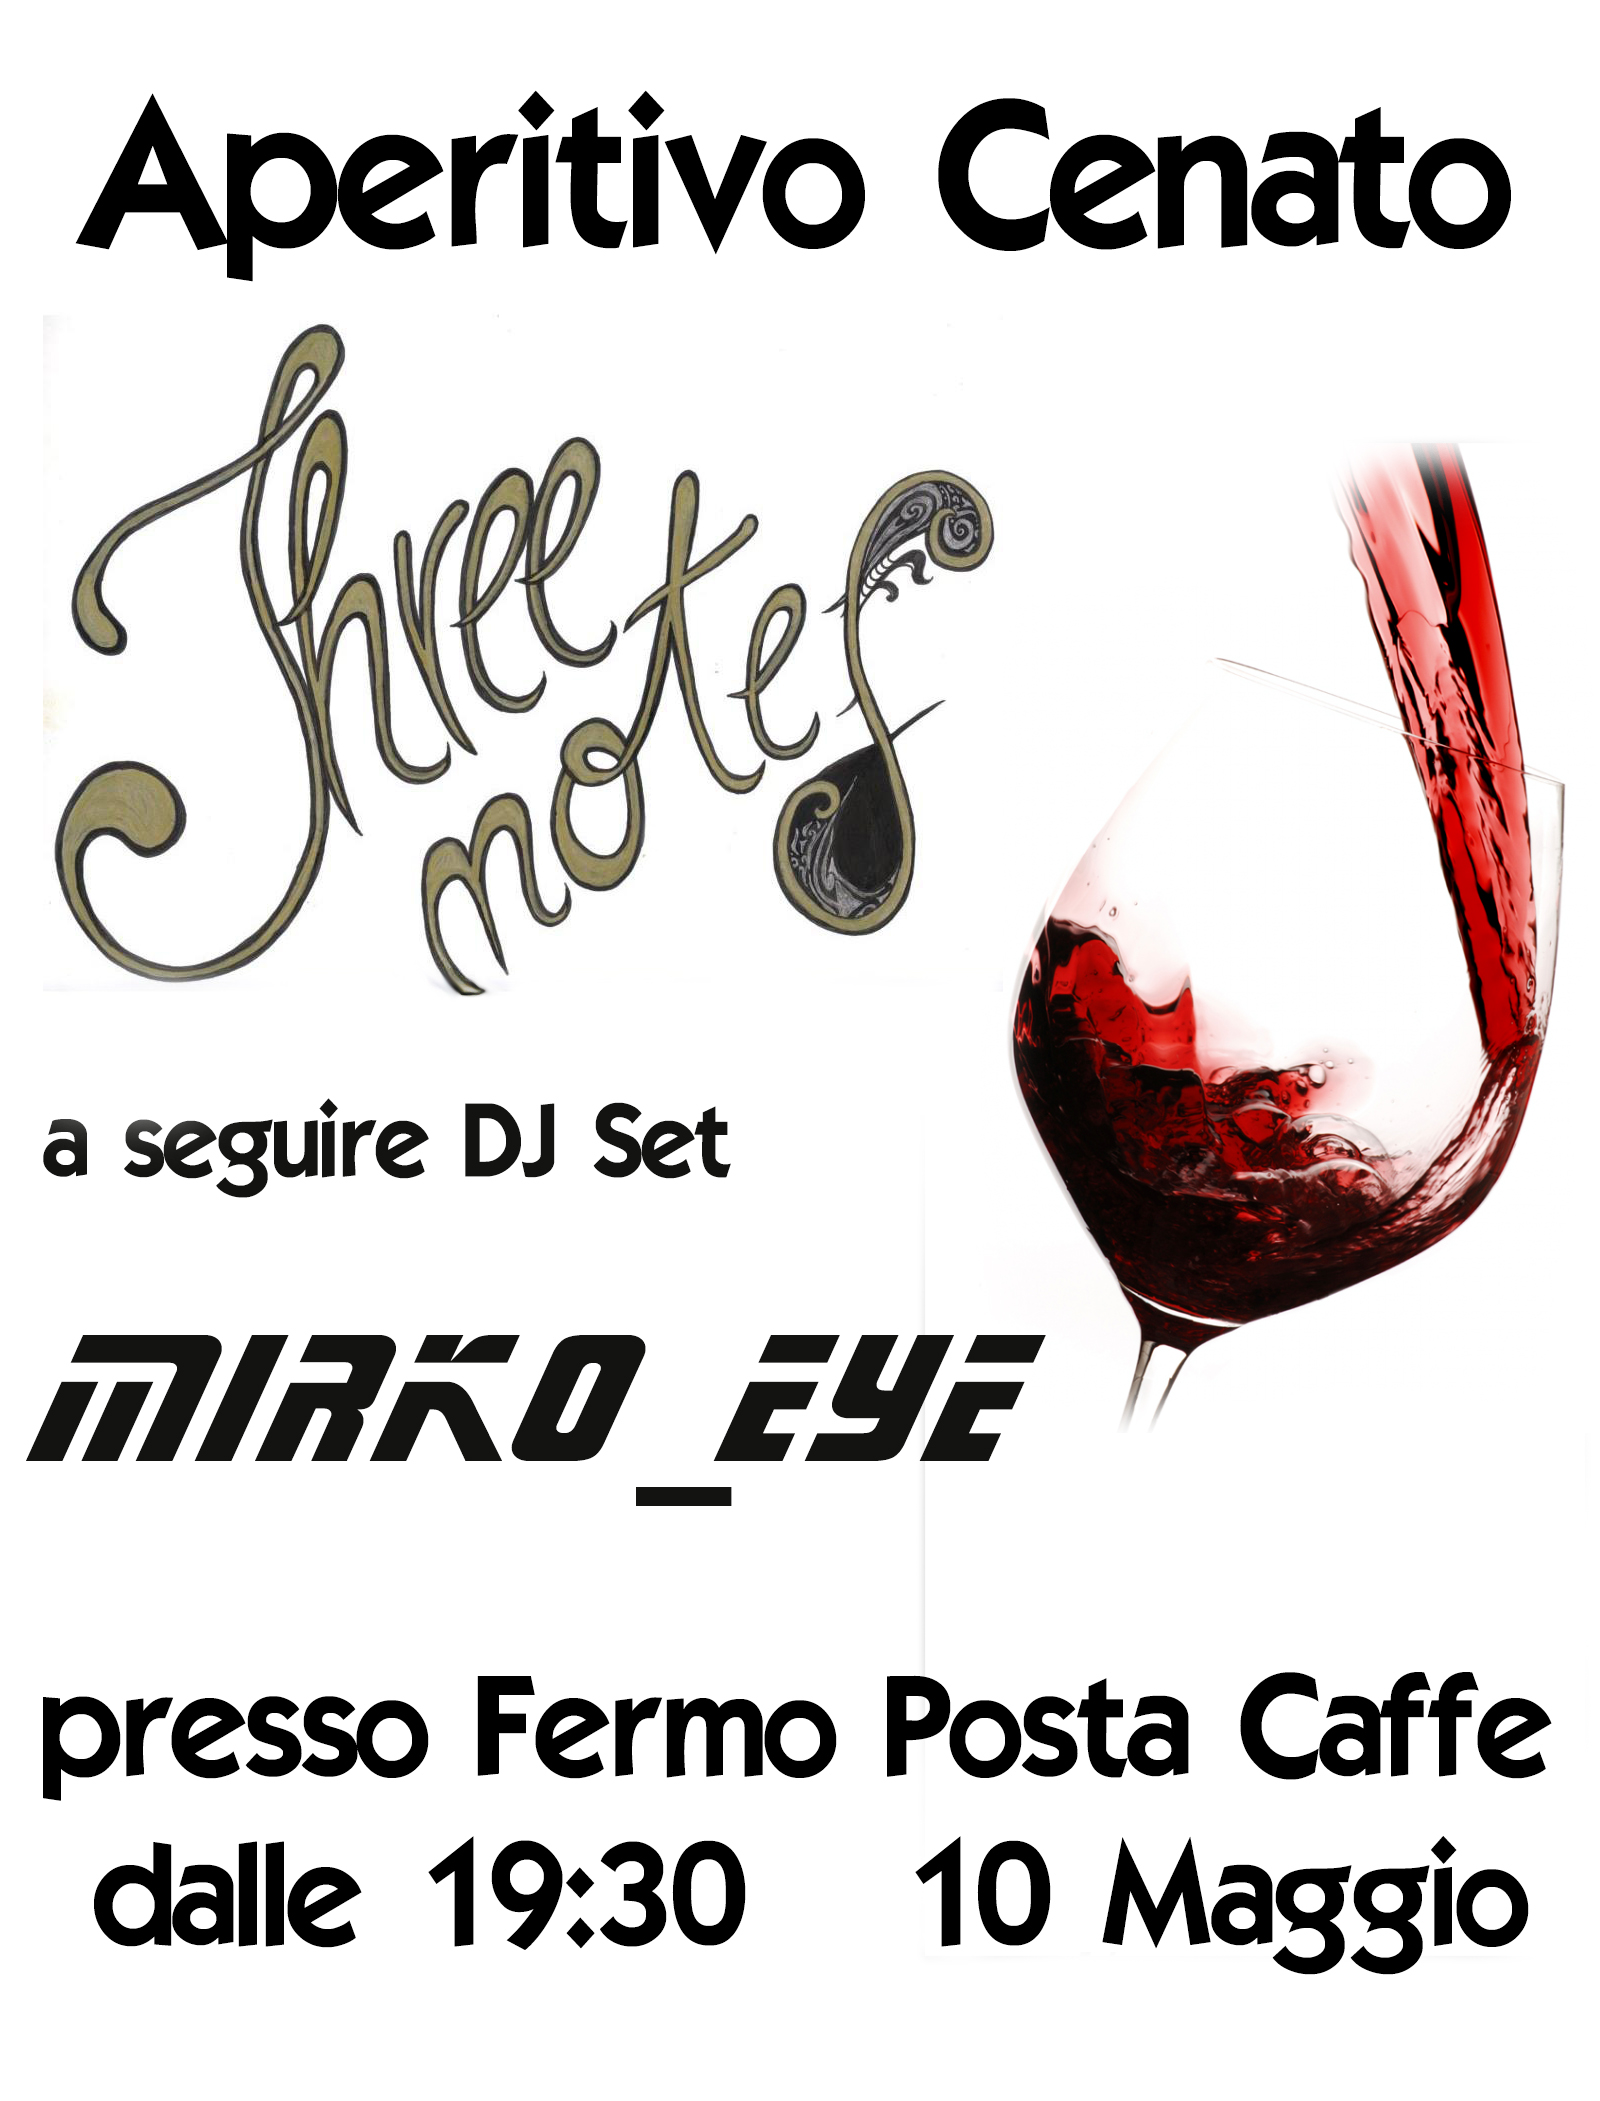 Aperitivo Cenato
Three
notes
a seguire DJ Set
MIRKO_EYE
presso Fermo Posta Caffe
dalle 19:30 10 Maggio